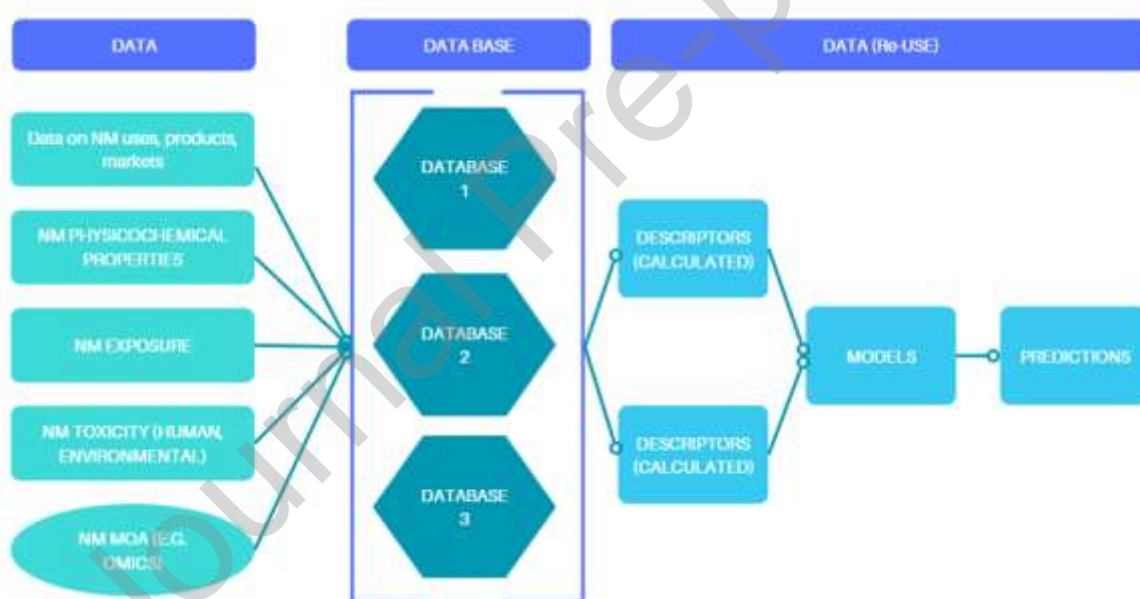 DATA
DATA BASE
DATA (Re-USE)
Data on NM uses, products,
markets
NM PHYSICOCHEMICAL
PROPERTIES
NM EXPOSURE
NM TOXICITY (HUMAN,
ENVIRONMENTAL)
NM MOA (E.G.
OMICS)
DATABASE
1
DATABASE
2
DATABASE
3
DESCRIPTORS
(CALCULATED)
DESCRIPTORS
(CALCULATED)
MODELS
PREDICTIONS
Journal Pre-p